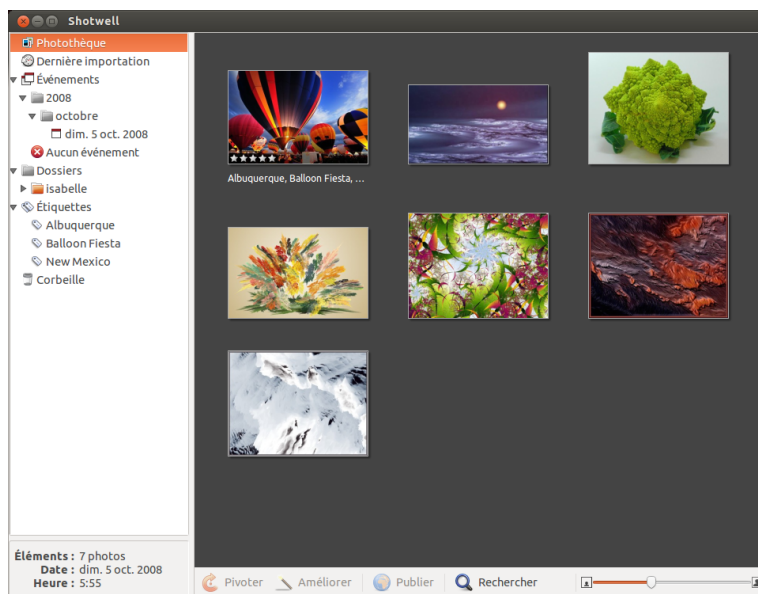 Shotwell
Photothèque
Dernière importation
Événements
2008
octobre
dim. 5 oct. 2008
Aucun événement
Dossiers
isabelle
Étiquettes
Albuquerque
Balloon Fiesta
New Mexico
Corbeille
Albuquerque, Balloon Fiesta, ...
Éléments : 7 photos
Date : dim. 5 oct. 2008
Heure : 5:55
Pivoter Améliorer Publier Rechercher